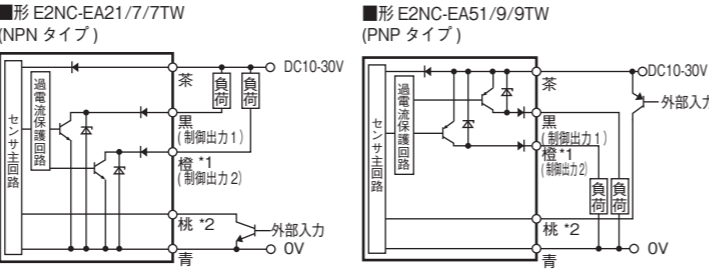 ■形 E2NC-EA21/7/7TW
(NPN タイプ )
DC10-30V
茶
負荷
負荷
過電流保護回路
センサ主回路
黒
( 制御出力 1 )
橙 *1
( 制御出力 2)
桃 *2
外部入力
0V
青
■形 E2NC-EA51/9/9TW
(PNP タイプ )
DC10-30V
茶
外部入力
過電流保護回路
センサ主回路
黒
( 制御出力 1 )
橙 *1
( 制御出力 2)
負荷
負荷
桃 *2
0V
青